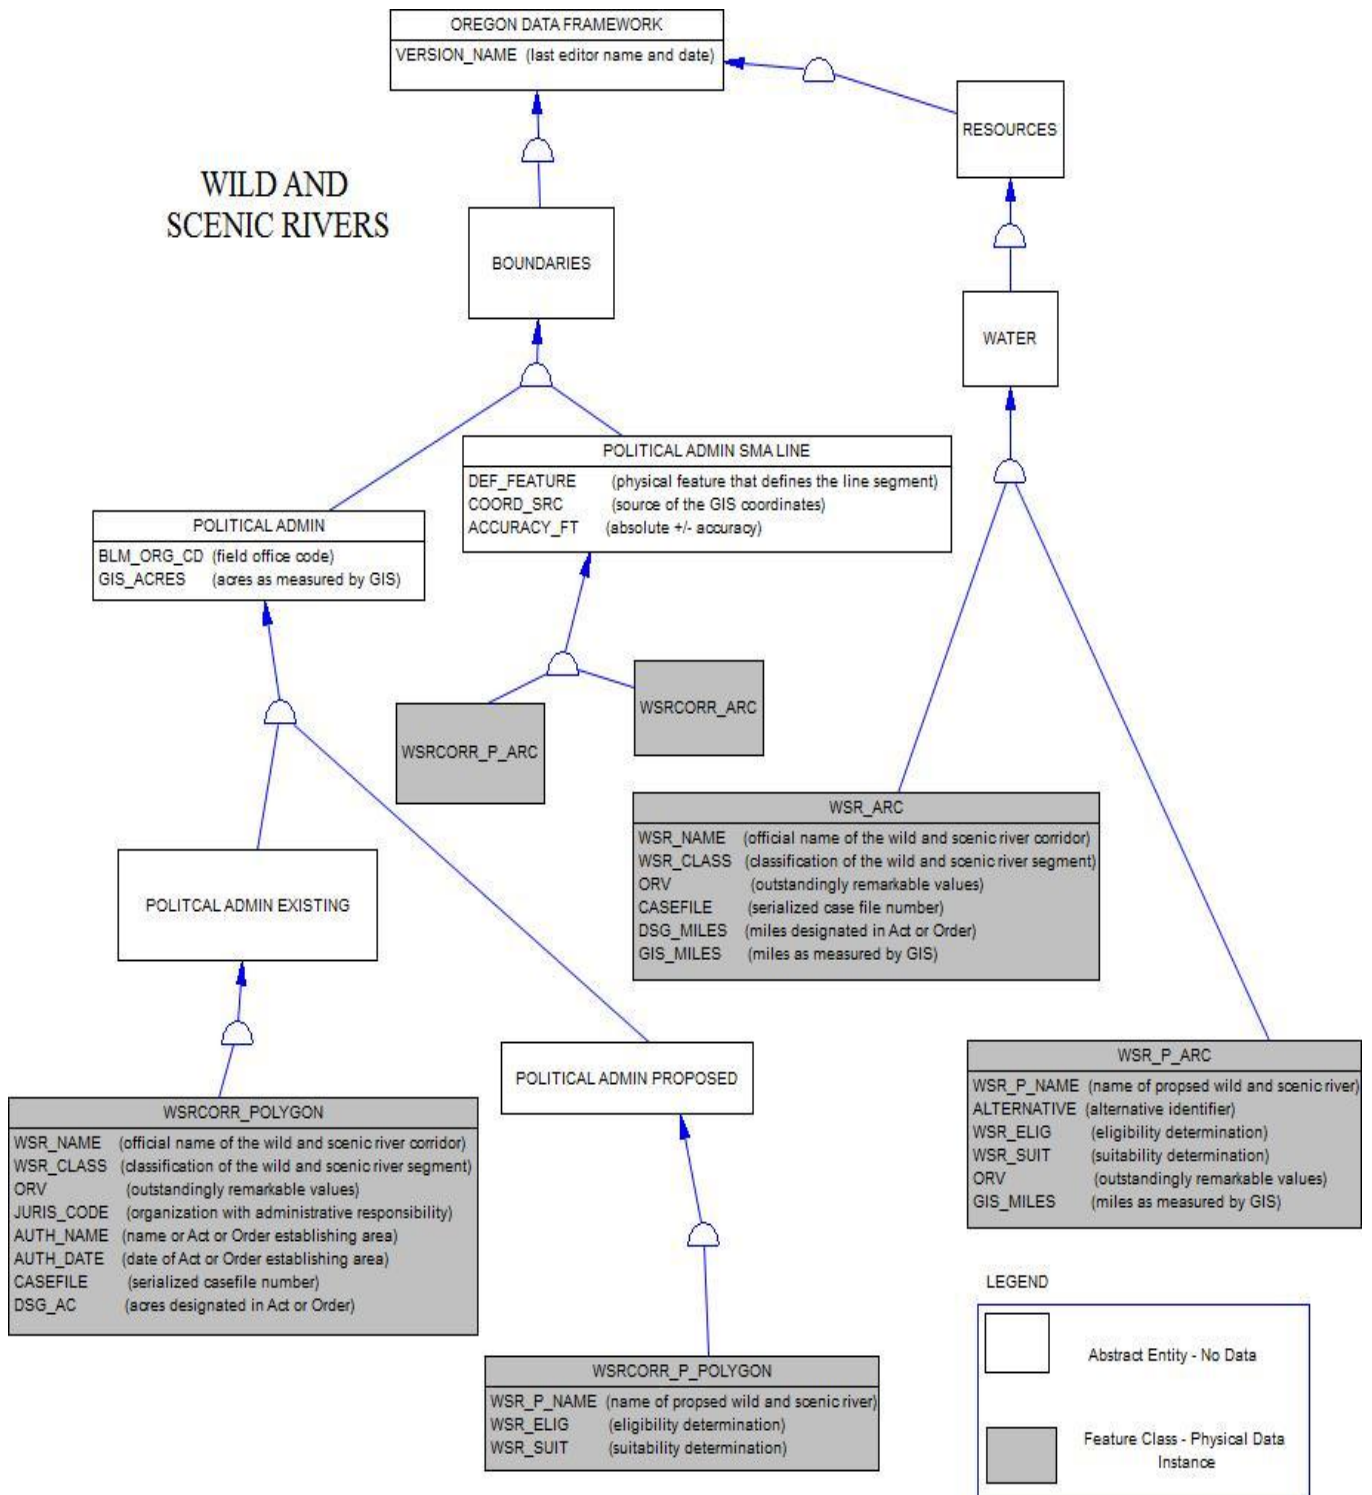 OREGON DATA FRAMEWORK
VERSION_NAME (last editor name and date)
RESOURCES
WILD AND
SCENIC RIVERS
BOUNDARIES
WATER
POLITICAL ADMIN SMA LINE
DEF_FEATURE (physical feature that defines the line segment)
COORD_SRC (source of the GIS coordinates)
ACCURACY_FT (absolute +/- accuracy)
POLITICAL ADMIN
BLM_ORG_CD (field office code)
GIS_ACRES (acres as measured by GIS)
WSRCORR_ARC
WSRCORR_P_ARC
WSR_ARC
WSR_NAME (official name of the wild and scenic river corridor)
WSR_CLASS (classification of the wild and scenic river segment)
ORV (outstandingly remarkable values)
CASEFILE (serialized case file number)
DSG_MILES (miles designated in Act or Order)
GIS_MILES (miles as measured by GIS)
POLITCAL ADMIN EXISTING
POLITICAL ADMIN PROPOSED
WSR_P_ARC
WSR_P_NAME (name of propsed wild and scenic river)
ALTERNATIVE (alternative identifier)
WSR_ELIG (eligibility determination)
WSR_SUIT (suitability determination)
ORV (outstandingly remarkable values)
GIS_MILES (miles as measured by GIS)
WSRCORR_POLYGON
WSR_NAME (official name of the wild and scenic river corridor)
WSR_CLASS (classification of the wild and scenic river segment)
ORV (outstandingly remarkable values)
JURIS_CODE (organization with administrative responsibility)
AUTH_NAME (name or Act or Order establishing area)
AUTH_DATE (date of Act or Order establishing area)
CASEFILE (serialized casefile number)
DSG_AC (acres designated in Act or Order)
WSRCORR_P_POLYGON
WSR_P_NAME (name of propsed wild and scenic river)
WSR_ELIG (eligibility determination)
WSR_SUIT (suitability determination)
LEGEND
Abstract Entity - No Data
Feature Class - Physical Data
Instance